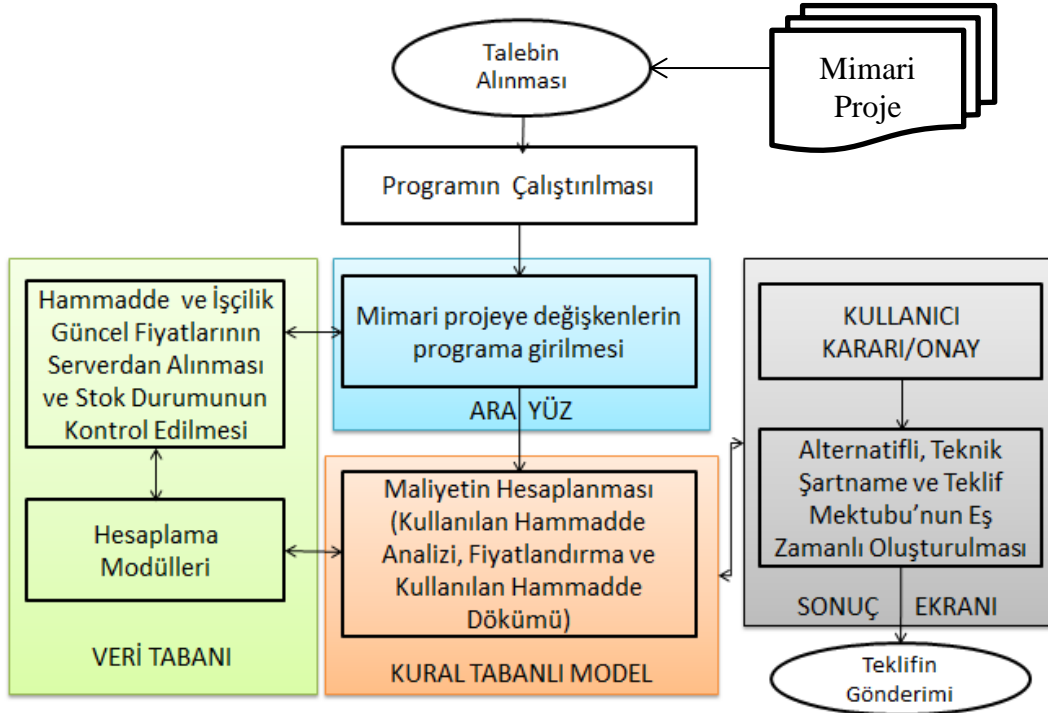 Talebin
Alınması
Mimari
Proje
Programın Çalıştırılması
Hammadde ve İşçilik
Güncel Fiyatlarının
Serverdan Alınması
ve Stok Durumunun
Kontrol Edilmesi
Hesaplama
Modülleri
VERİ TABANI
Mimari projeye değişkenlerin
programa girilmesi
ARA YÜZ
Maliyetin Hesaplanması
(Kullanılan Hammadde
Analizi, Fiyatlandırma ve
Kullanılan Hammadde
Dökümü)
KURAL TABANLI MODEL
KULLANICI
KARARI/ONAY
Alternatifli, Teknik
Şartname ve Teklif
Mektubu’nun Eş
Zamanlı Oluşturulması
SONUÇ EKRANI
Teklifin
Gönderimi